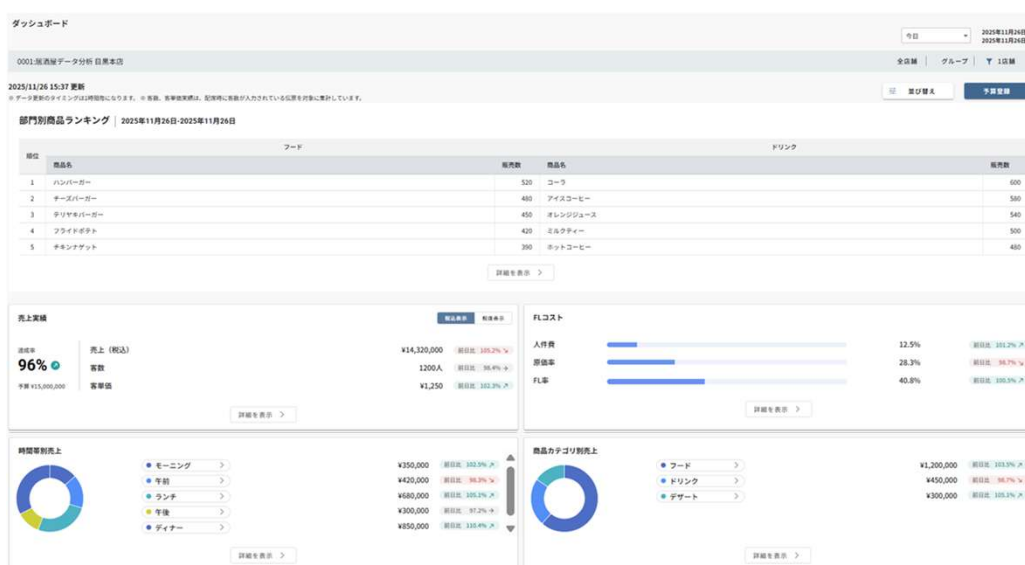 ダッシュボード
今日
2025年11月26日
2025年11月26日
0001:居酒屋データ分析 目黒本店
全店舗 グループ 1店舗
2025/11/26 15:37 更新
※ データ更新のタイミングは1時間毎になります。 ※ 客数、客単価実績は、配席時に客数が入力されている伝票を対象に集計しています。
並び替え
予算登録
部門別商品ランキング 2025年11月26日-2025年11月26日
順位 フード ドリンク
商品名 販売数 商品名 販売数
1 ハンバーガー 520 コーラ 600
2 チーズバーガー 480 アイスコーヒー 580
3 テリヤキバーガー 450 オレンジジュース 540
4 フライドポテト 420 ミルクティー 500
5 チキンナゲット 390 ホットコーヒー 480
詳細を表示
売上実績
税込表示 税抜表示
達成率
96%
予算 ¥15,000,000
売上（税込） ¥14,320,000 前日比 105.2%
客数 1200人 前日比 98.4%
客単価 ¥1,250 前日比 102.3%
詳細を表示
FLコスト
人件費 12.5% 前日比 101.2%
原価率 28.3% 前日比 98.7%
FL率 40.8% 前日比 100.5%
詳細を表示
時間帯別売上
モーニング ¥350,000 前日比 102.5%
午前 ¥420,000 前日比 98.3%
ランチ ¥680,000 前日比 105.2%
午後 ¥300,000 前日比 97.2%
ディナー ¥850,000 前日比 110.4%
詳細を表示
商品カテゴリ別売上
フード ¥1,200,000 前日比 103.5%
ドリンク ¥450,000 前日比 98.7%
デザート ¥300,000 前日比 105.1%
詳細を表示